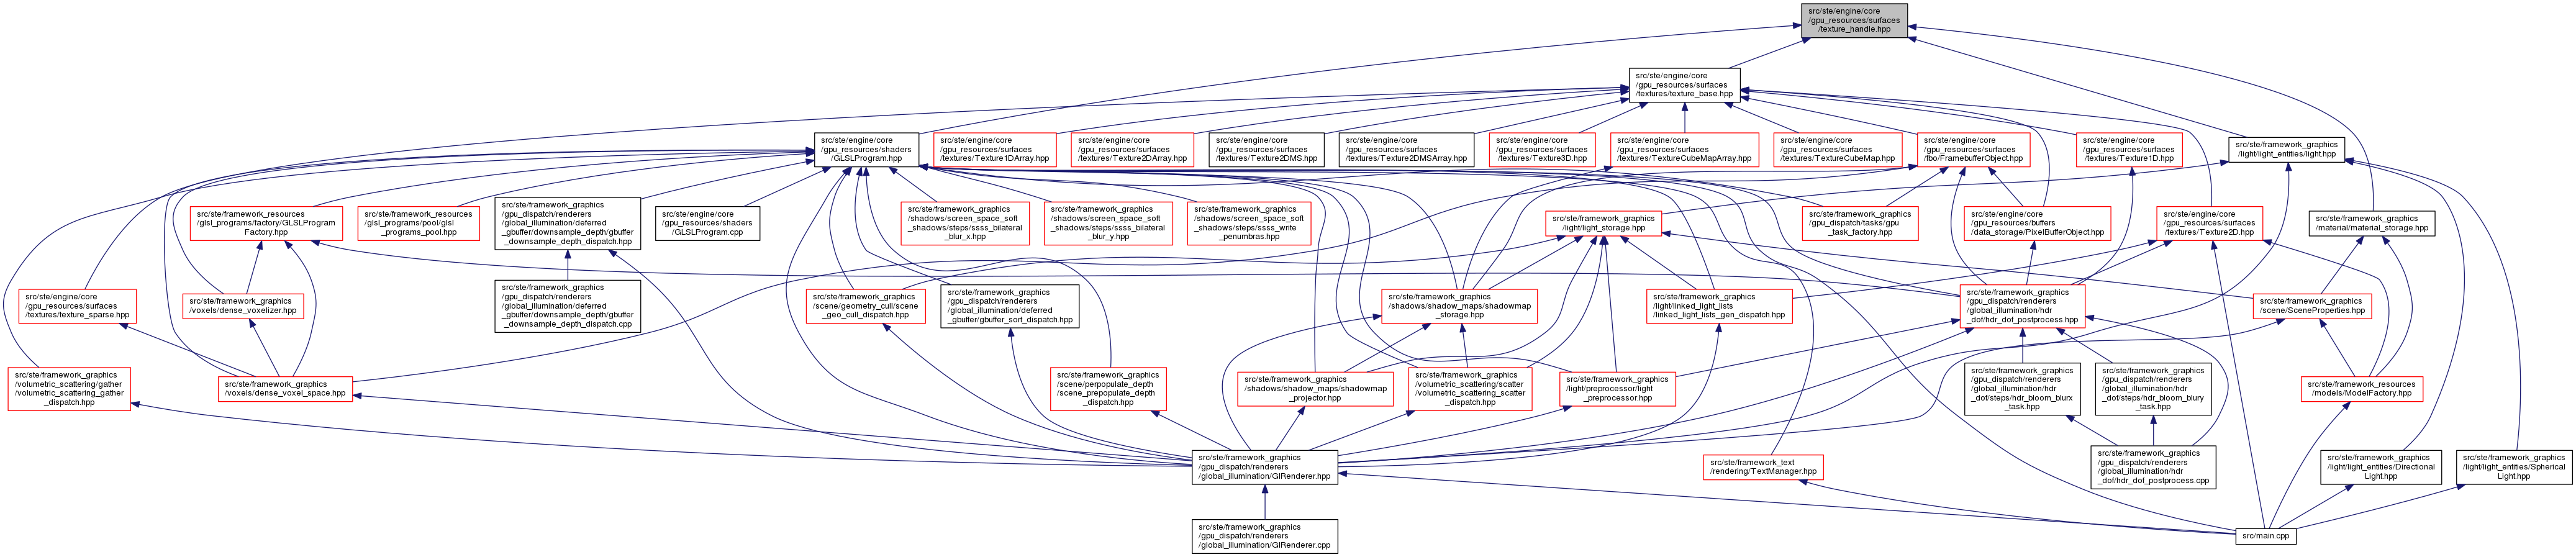 src/ste/engine/core
/gpu_resources/surfaces
/texture_handle.hpp
src/ste/engine/core
/gpu_resources/surfaces
/textures/texture_base.hpp
src/ste/engine/core
/gpu_resources/shaders
/GLSLProgram.hpp
src/ste/engine/core
/gpu_resources/surfaces
/textures/Texture1DArray.hpp
src/ste/engine/core
/gpu_resources/surfaces
/textures/Texture2DArray.hpp
src/ste/engine/core
/gpu_resources/surfaces
/textures/Texture2DMS.hpp
src/ste/engine/core
/gpu_resources/surfaces
/textures/Texture2DMSArray.hpp
src/ste/engine/core
/gpu_resources/surfaces
/textures/Texture3D.hpp
src/ste/engine/core
/gpu_resources/surfaces
/textures/TextureCubeMapArray.hpp
src/ste/engine/core
/gpu_resources/surfaces
/textures/TextureCubeMap.hpp
src/ste/engine/core
/gpu_resources/surfaces
/fbo/FramebufferObject.hpp
src/ste/engine/core
/gpu_resources/surfaces
/textures/Texture1D.hpp
src/ste/framework_graphics
/light/light_entities/light.hpp
src/ste/framework_resources
/glsl_programs/factory/GLSLProgram
Factory.hpp
src/ste/framework_resources
/glsl_programs/pool/glsl
_programs_pool.hpp
src/ste/framework_graphics
/gpu_dispatch/renderers
/global_illumination/deferred
_gbuffer/downsample_depth/gbuffer
_downsample_depth_dispatch.hpp
src/ste/engine/core
/gpu_resources/shaders
/GLSLProgram.cpp
src/ste/framework_graphics
/shadows/screen_space_soft
_shadows/steps/ssss_bilateral
_blur_x.hpp
src/ste/framework_graphics
/shadows/screen_space_soft
_shadows/steps/ssss_bilateral
_blur_y.hpp
src/ste/framework_graphics
/shadows/screen_space_soft
_shadows/steps/ssss_write
_penumbras.hpp
src/ste/framework_graphics
/light/light_storage.hpp
src/ste/framework_graphics
/gpu_dispatch/tasks/gpu
_task_factory.hpp
src/ste/engine/core
/gpu_resources/buffers
/data_storage/PixelBufferObject.hpp
src/ste/engine/core
/gpu_resources/surfaces
/textures/Texture2D.hpp
src/ste/framework_graphics
/material/material_storage.hpp
src/ste/engine/core
/gpu_resources/surfaces
/textures/texture_sparse.hpp
src/ste/framework_graphics
/voxels/dense_voxelizer.hpp
src/ste/framework_graphics
/gpu_dispatch/renderers
/global_illumination/deferred
_gbuffer/downsample_depth/gbuffer
_downsample_depth_dispatch.cpp
src/ste/framework_graphics
/scene/geometry_cull/scene
_geo_cull_dispatch.hpp
src/ste/framework_graphics
/gpu_dispatch/renderers
/global_illumination/deferred
_gbuffer/gbuffer_sort_dispatch.hpp
src/ste/framework_graphics
/shadows/shadow_maps/shadowmap
_storage.hpp
src/ste/framework_graphics
/light/linked_light_lists
/linked_light_lists_gen_dispatch.hpp
src/ste/framework_graphics
/gpu_dispatch/renderers
/global_illumination/hdr
_dof/hdr_dof_postprocess.hpp
src/ste/framework_graphics
/scene/SceneProperties.hpp
src/ste/framework_graphics
/volumetric_scattering/gather
/volumetric_scattering_gather
_dispatch.hpp
src/ste/framework_graphics
/voxels/dense_voxel_space.hpp
src/ste/framework_graphics
/scene/perpopulate_depth
/scene_prepopulate_depth
_dispatch.hpp
src/ste/framework_graphics
/shadows/shadow_maps/shadowmap
_projector.hpp
src/ste/framework_graphics
/volumetric_scattering/scatter
/volumetric_scattering_scatter
_dispatch.hpp
src/ste/framework_graphics
/light/preprocessor/light
_preprocessor.hpp
src/ste/framework_graphics
/gpu_dispatch/renderers
/global_illumination/hdr
_dof/steps/hdr_bloom_blurx
_task.hpp
src/ste/framework_graphics
/gpu_dispatch/renderers
/global_illumination/hdr
_dof/steps/hdr_bloom_blury
_task.hpp
src/ste/framework_resources
/models/ModelFactory.hpp
src/ste/framework_graphics
/gpu_dispatch/renderers
/global_illumination/GIRenderer.hpp
src/ste/framework_text
/rendering/TextManager.hpp
src/ste/framework_graphics
/gpu_dispatch/renderers
/global_illumination/hdr
_dof/hdr_dof_postprocess.cpp
src/ste/framework_graphics
/light/light_entities/Directional
Light.hpp
src/ste/framework_graphics
/light/light_entities/Spherical
Light.hpp
src/ste/framework_graphics
/gpu_dispatch/renderers
/global_illumination/GIRenderer.cpp
src/main.cpp